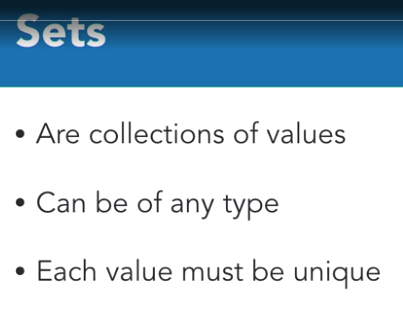 Sets
• Are collections of values
• Can be of any type
• Each value must be unique